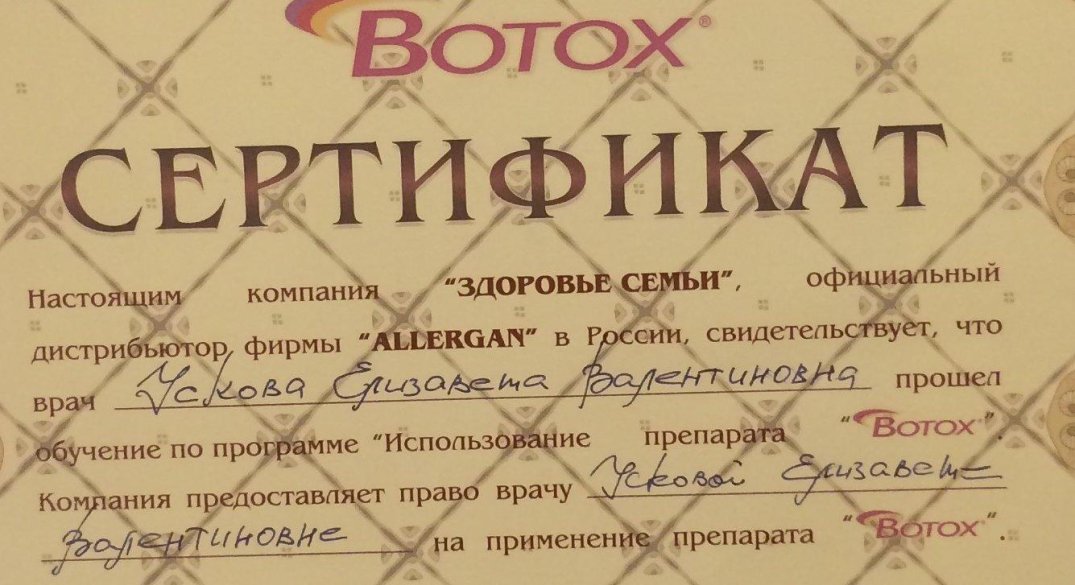 BOTOX®
СЕРТИФИКАТ
Настоящим компания "ЗДОРОВЬЕ СЕМЬИ", официальный
дистрибьютор фирмы "ALLERGAN" в России, свидетельствует, что
врач Ускова Елизавета Валентиновна прошел
обучение по программе "Использование препарата "BOTOX".
Компания предоставляет право врачу Усковой Елизавете
Валентиновне на применение препарата "BOTOX".